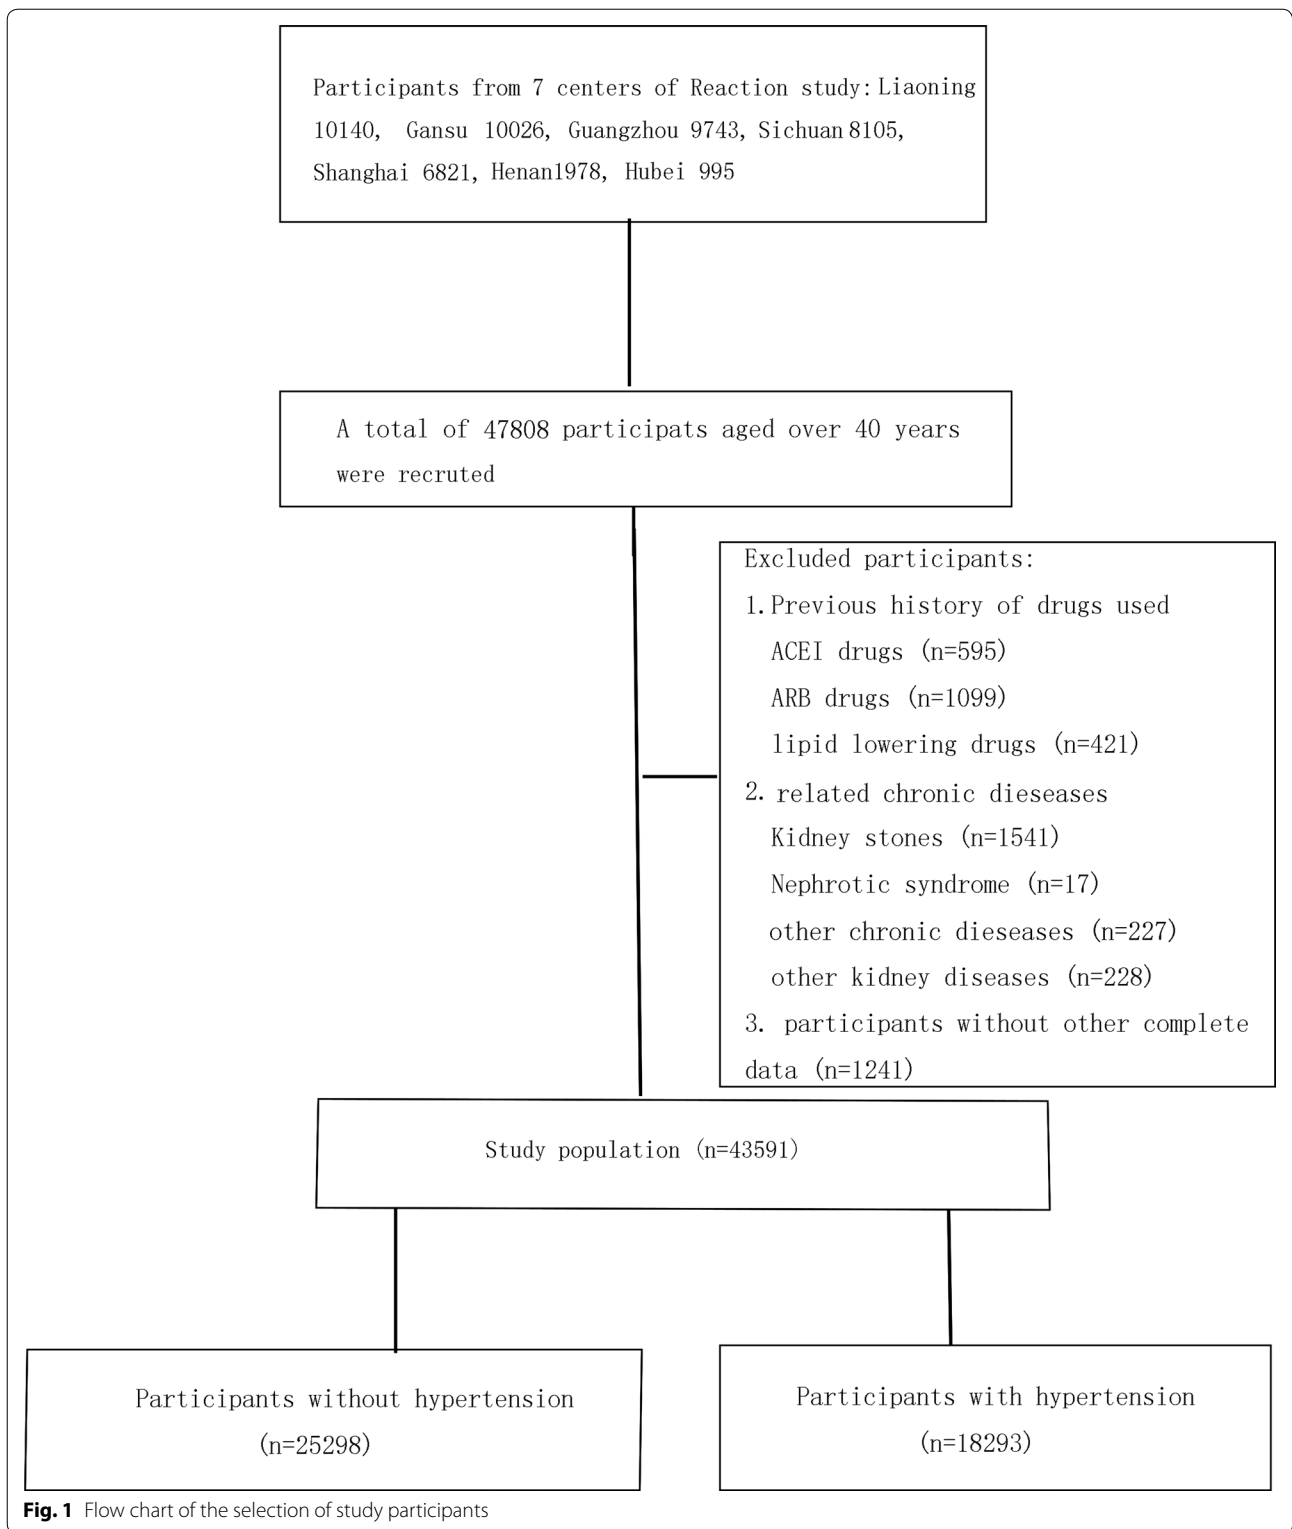 Participants from 7 centers of Reaction study: Liaoning
10140, Gansu 10026, Guangzhou 9743, Sichuan 8105,
Shanghai 6821, Henan1978, Hubei 995
A total of 47808 participats aged over 40 years
were recruted
Excluded participants:
1. Previous history of drugs used
ACEI drugs (n=595)
ARB drugs (n=1099)
lipid lowering drugs (n=421)
2. related chronic dieseases
Kidney stones (n=1541)
Nephrotic syndrome (n=17)
other chronic dieseases (n=227)
other kidney diseases (n=228)
3. participants without other complete
data (n=1241)
Study population (n=43591)
Participants without hypertension
(n=25298)
Participants with hypertension
(n=18293)
Fig. 1 Flow chart of the selection of study participants